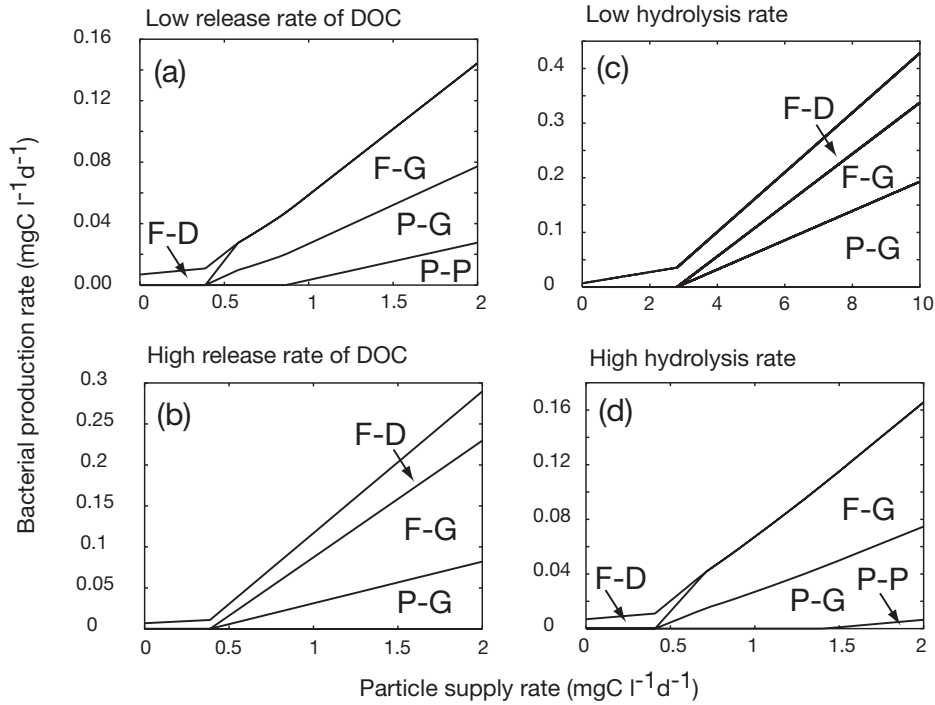 Low release rate of DOC
0.16
0.12
0.08
0.04
0.00
(a)
F-D
F-G
P-G
P-P
0
0.5
1
1.5
2
Low hydrolysis rate
0.4
0.3
0.2
0.1
0
(c)
F-D
F-G
P-G
0
2
4
6
8
10
High release rate of DOC
0.3
0.25
0.2
0.15
0.1
0.05
0
(b)
F-D
F-G
P-G
0
0.5
1
1.5
2
High hydrolysis rate
0.16
0.12
0.08
0.04
0
(d)
F-D
F-G
P-G
P-P
0
0.5
1
1.5
2
Bacterial production rate (mgC l⁻¹d⁻¹)
Particle supply rate (mgC l⁻¹d⁻¹)